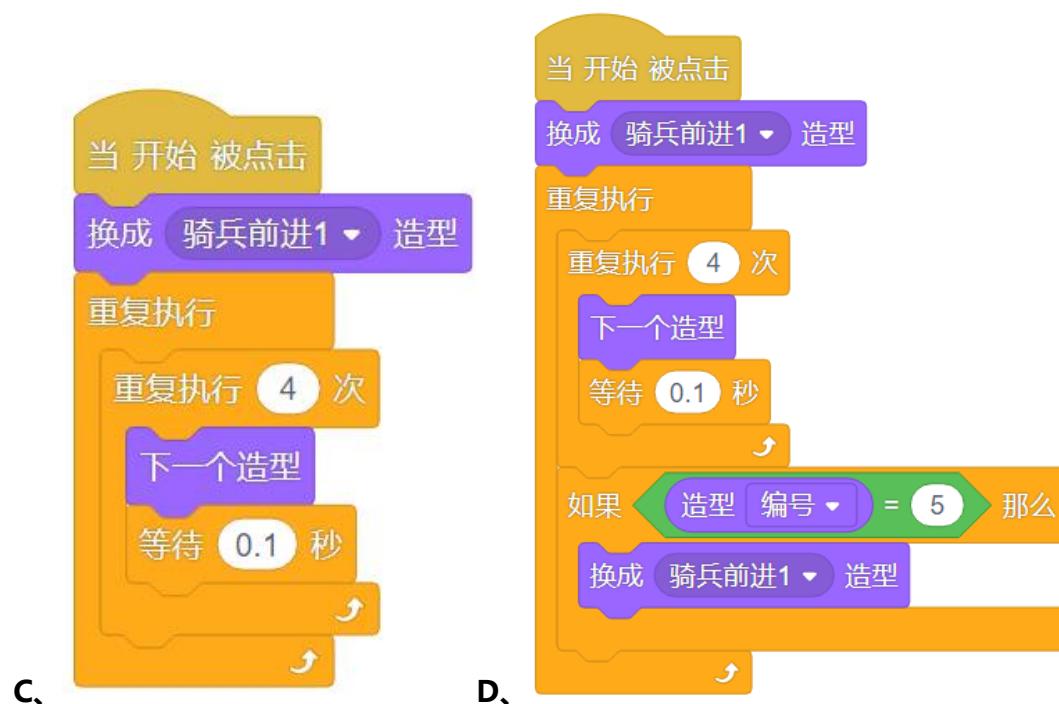 当 开始 被点击
换成 骑兵前进1 造型
重复执行
重复执行 4 次
下一个造型
等待 0.1 秒
C、
当 开始 被点击
换成 骑兵前进1 造型
重复执行
重复执行 4 次
下一个造型
等待 0.1 秒
如果 造型 编号 = 5 那么
换成 骑兵前进1 造型
D、